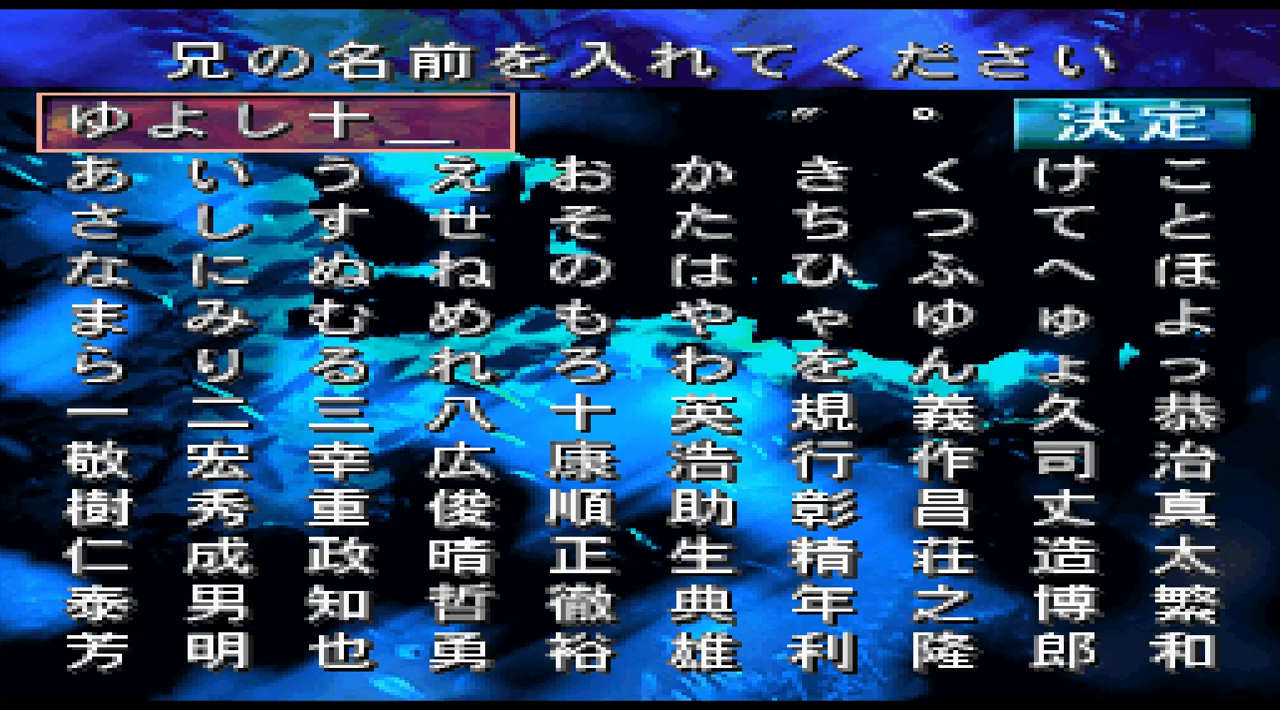 兄の名前を入れてください
ゆよし十＿ ゛ ゜ 決定
あ い う え お か き く け こ
さ し す せ そ た ち つ て と
な に ぬ ね の は ひ ふ へ ほ
ま み む め も や ゃ ゆ ゅ よ
ら り る れ ろ わ を ん ょ っ
一 二 三 八 十 英 規 義 久 恭
敬 宏 幸 広 康 浩 行 作 司 治
樹 秀 重 俊 順 助 彰 昌 丈 真
仁 成 政 晴 正 生 精 荘 造 太
泰 男 知 哲 徹 典 年 之 博 繁
芳 明 也 勇 裕 雄 利 隆 郎 和